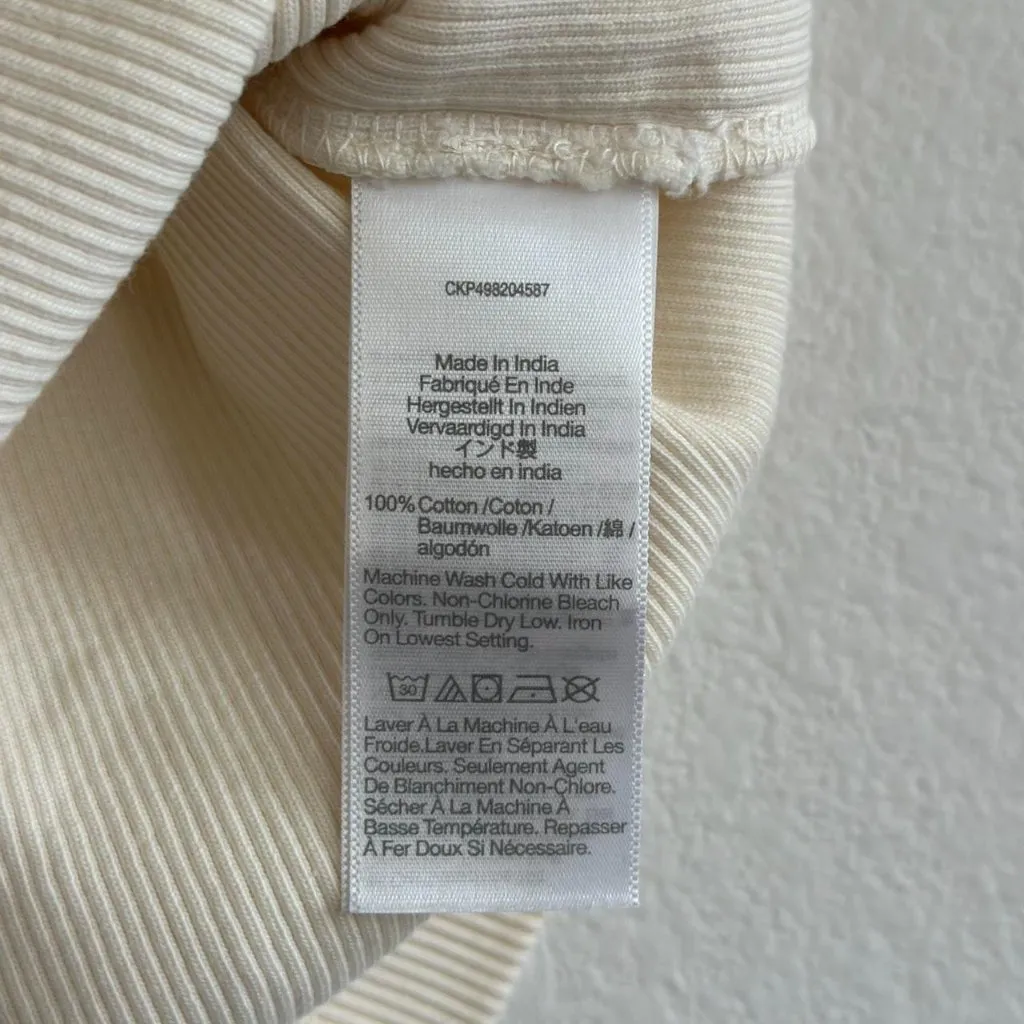 CKP498204587
Made In India
Fabriqué En Inde
Hergestellt In Indien
Vervaardigd In India
インド製
hecho en india
100% Cotton /Coton /
Baumwolle /Katoen /綿 /
algodón
Machine Wash Cold With Like
Colors. Non-Chlorine Bleach
Only. Tumble Dry Low. Iron
On Lowest Setting.
30
Laver À La Machine À L'eau
Froide.Laver En Séparant Les
Couleurs. Seulement Agent
De Blanchiment Non-Chlore.
Sécher À La Machine À
Basse Température. Repasser
À Fer Doux Si Nécessaire.